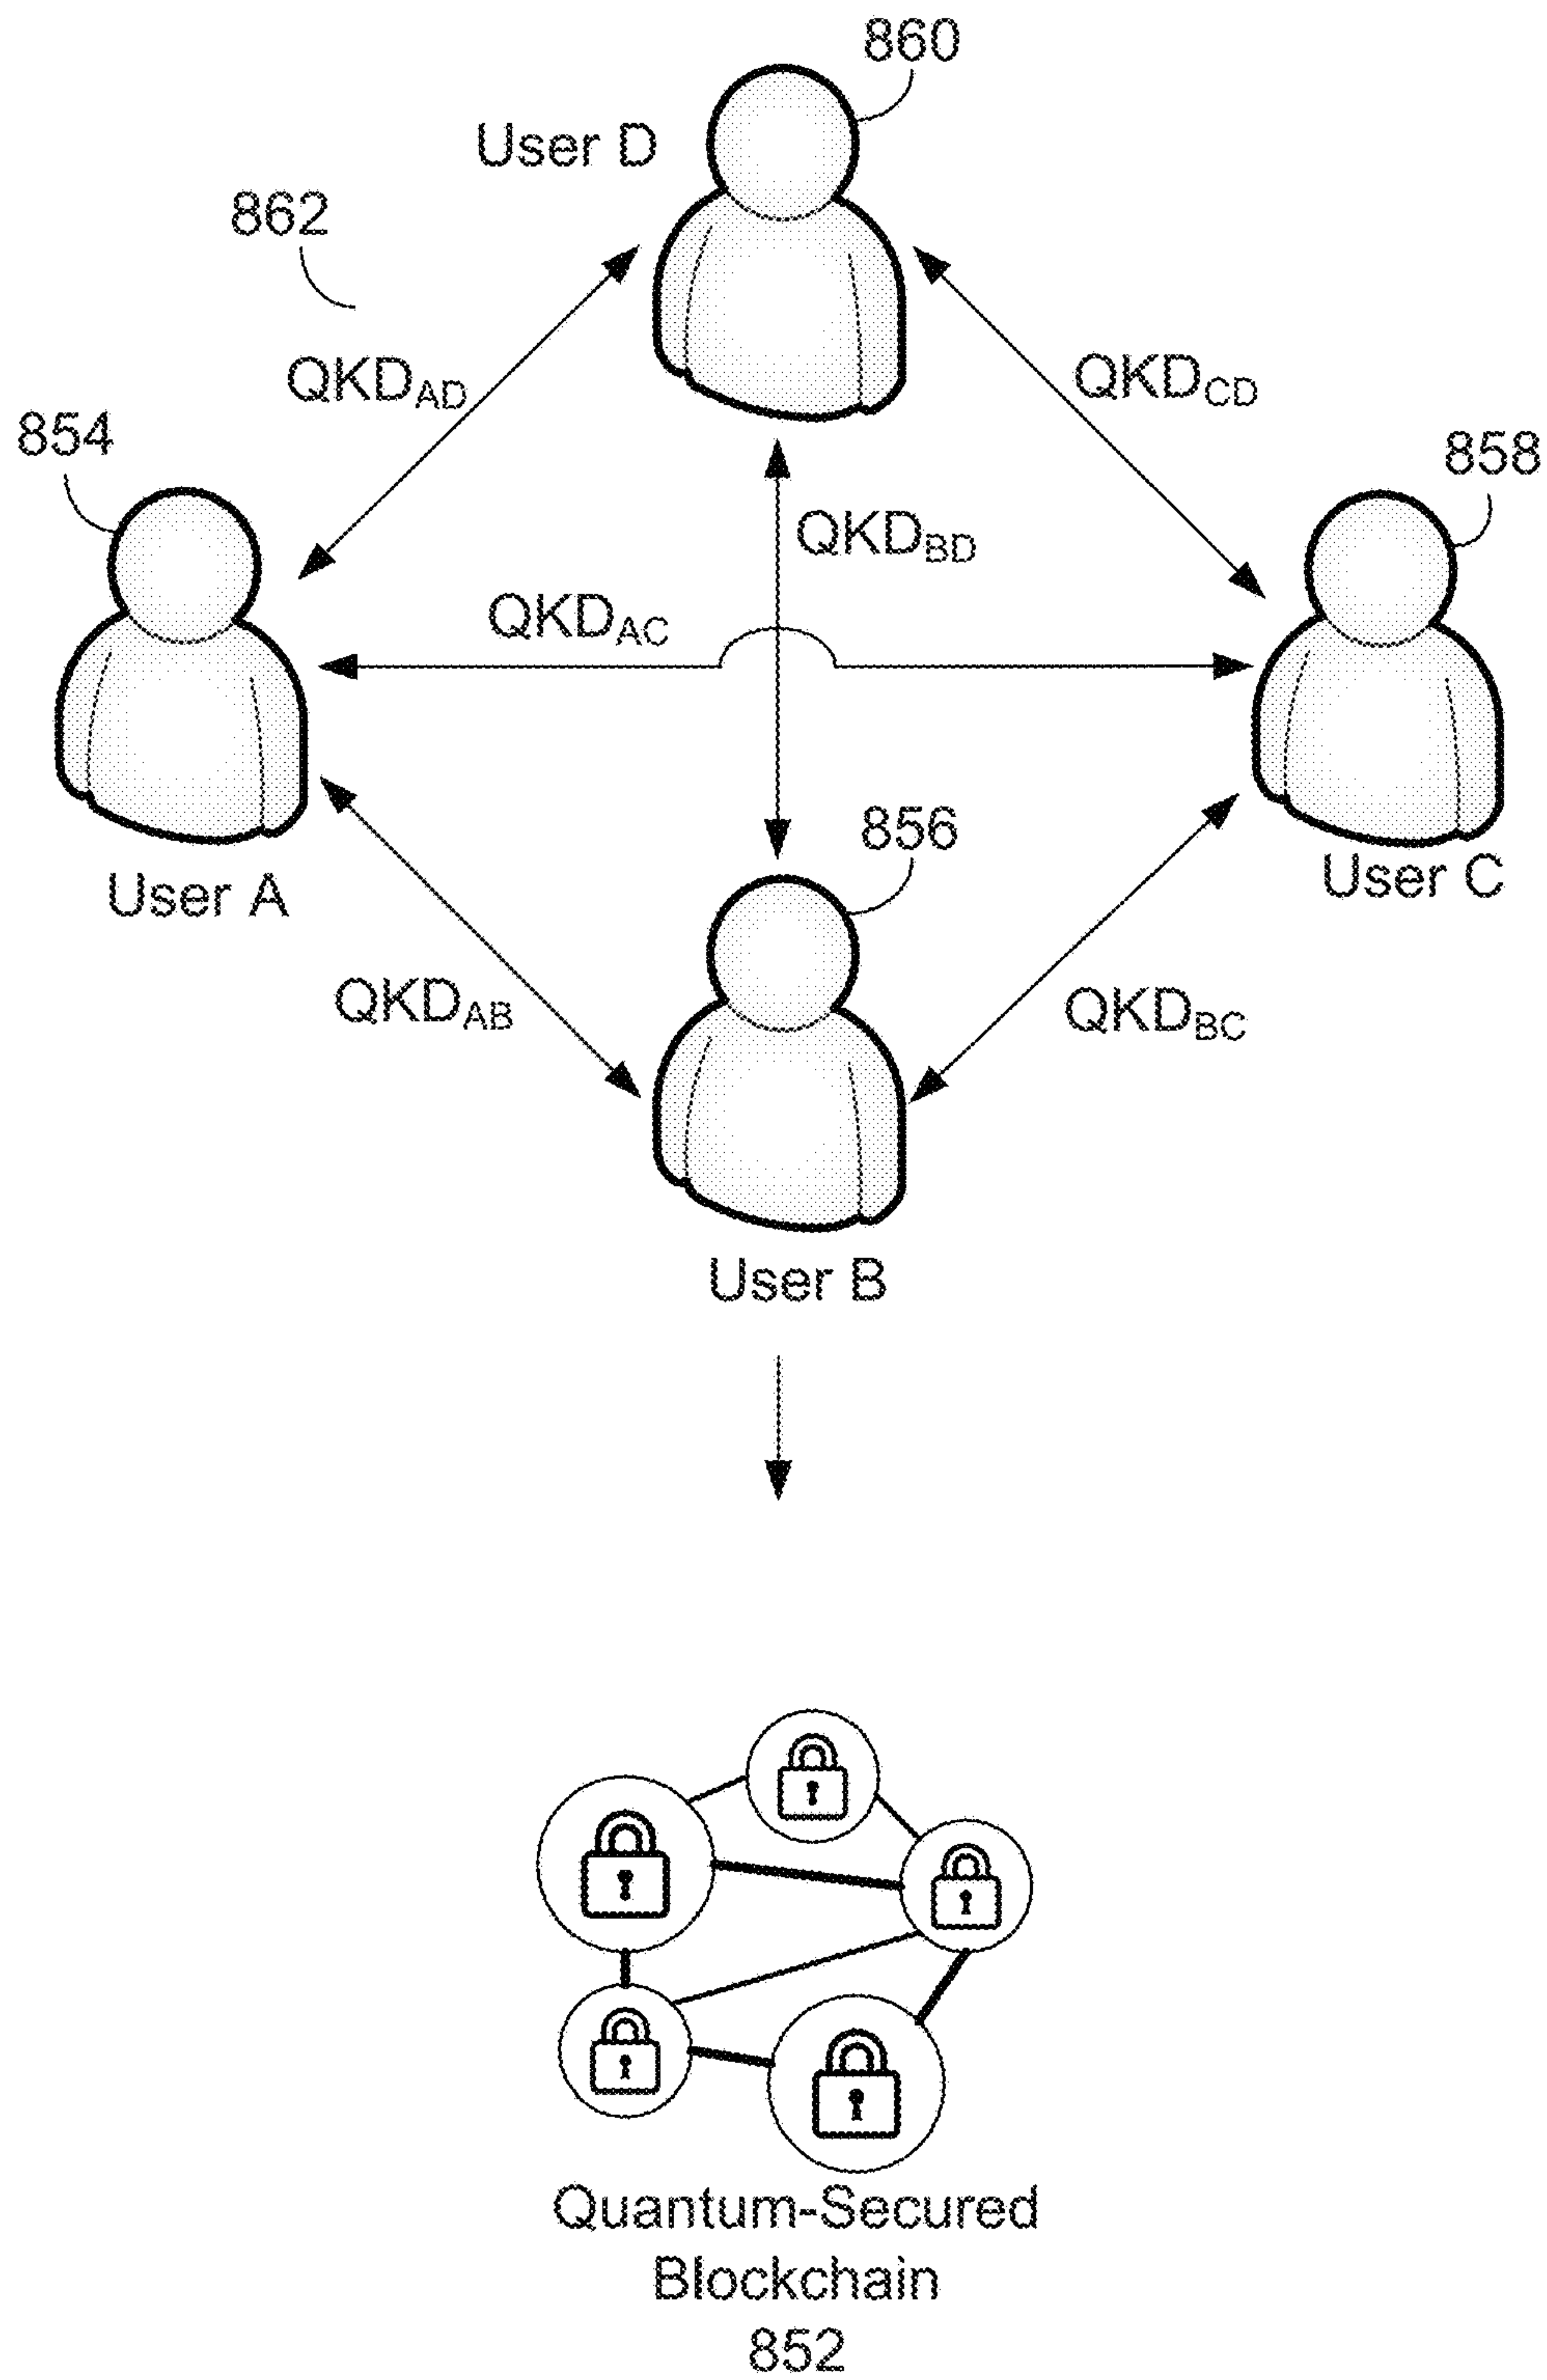 860
User D
862
QKDAD
QKDCD
854
858
QKDBD
QKDAC
856
User C
User A
QKDAB
QKDBC
User B
Quantum-Secured
Blockchain
852